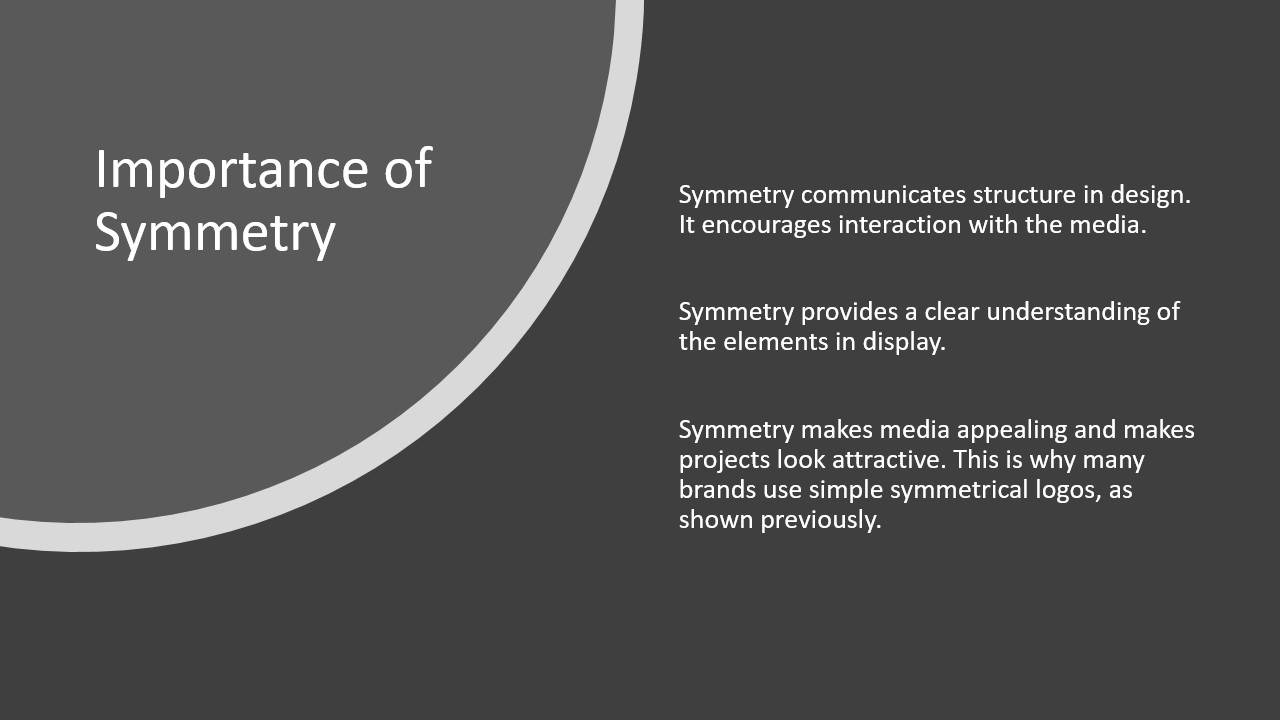 Importance of
Symmetry
Symmetry communicates structure in design.
It encourages interaction with the media.
Symmetry provides a clear understanding of
the elements in display.
Symmetry makes media appealing and makes
projects look attractive. This is why many
brands use simple symmetrical logos, as
shown previously.